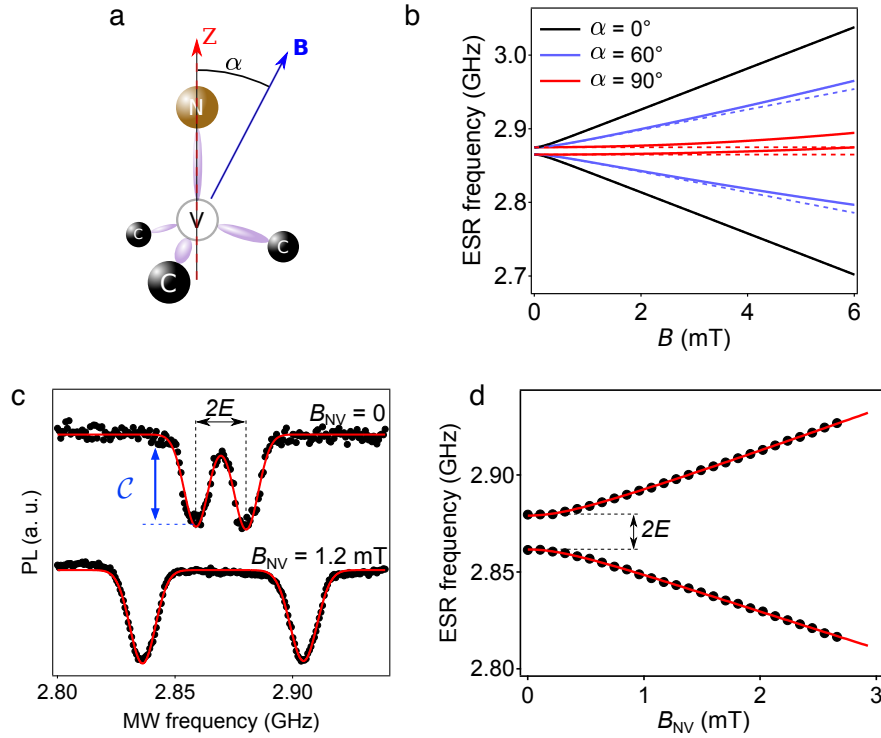 a
Z
α
B
N
V
C
C
C
b
α = 0°
α = 60°
α = 90°
3.0
2.9
2.8
2.7
ESR frequency (GHz)
0
2
4
6
B (mT)
c
2E
B_NV = 0
C
B_NV = 1.2 mT
PL (a. u.)
2.80
2.85
2.90
MW frequency (GHz)
d
2.90
2.85
2.80
2E
ESR frequency (GHz)
0
1
2
3
B_NV (mT)